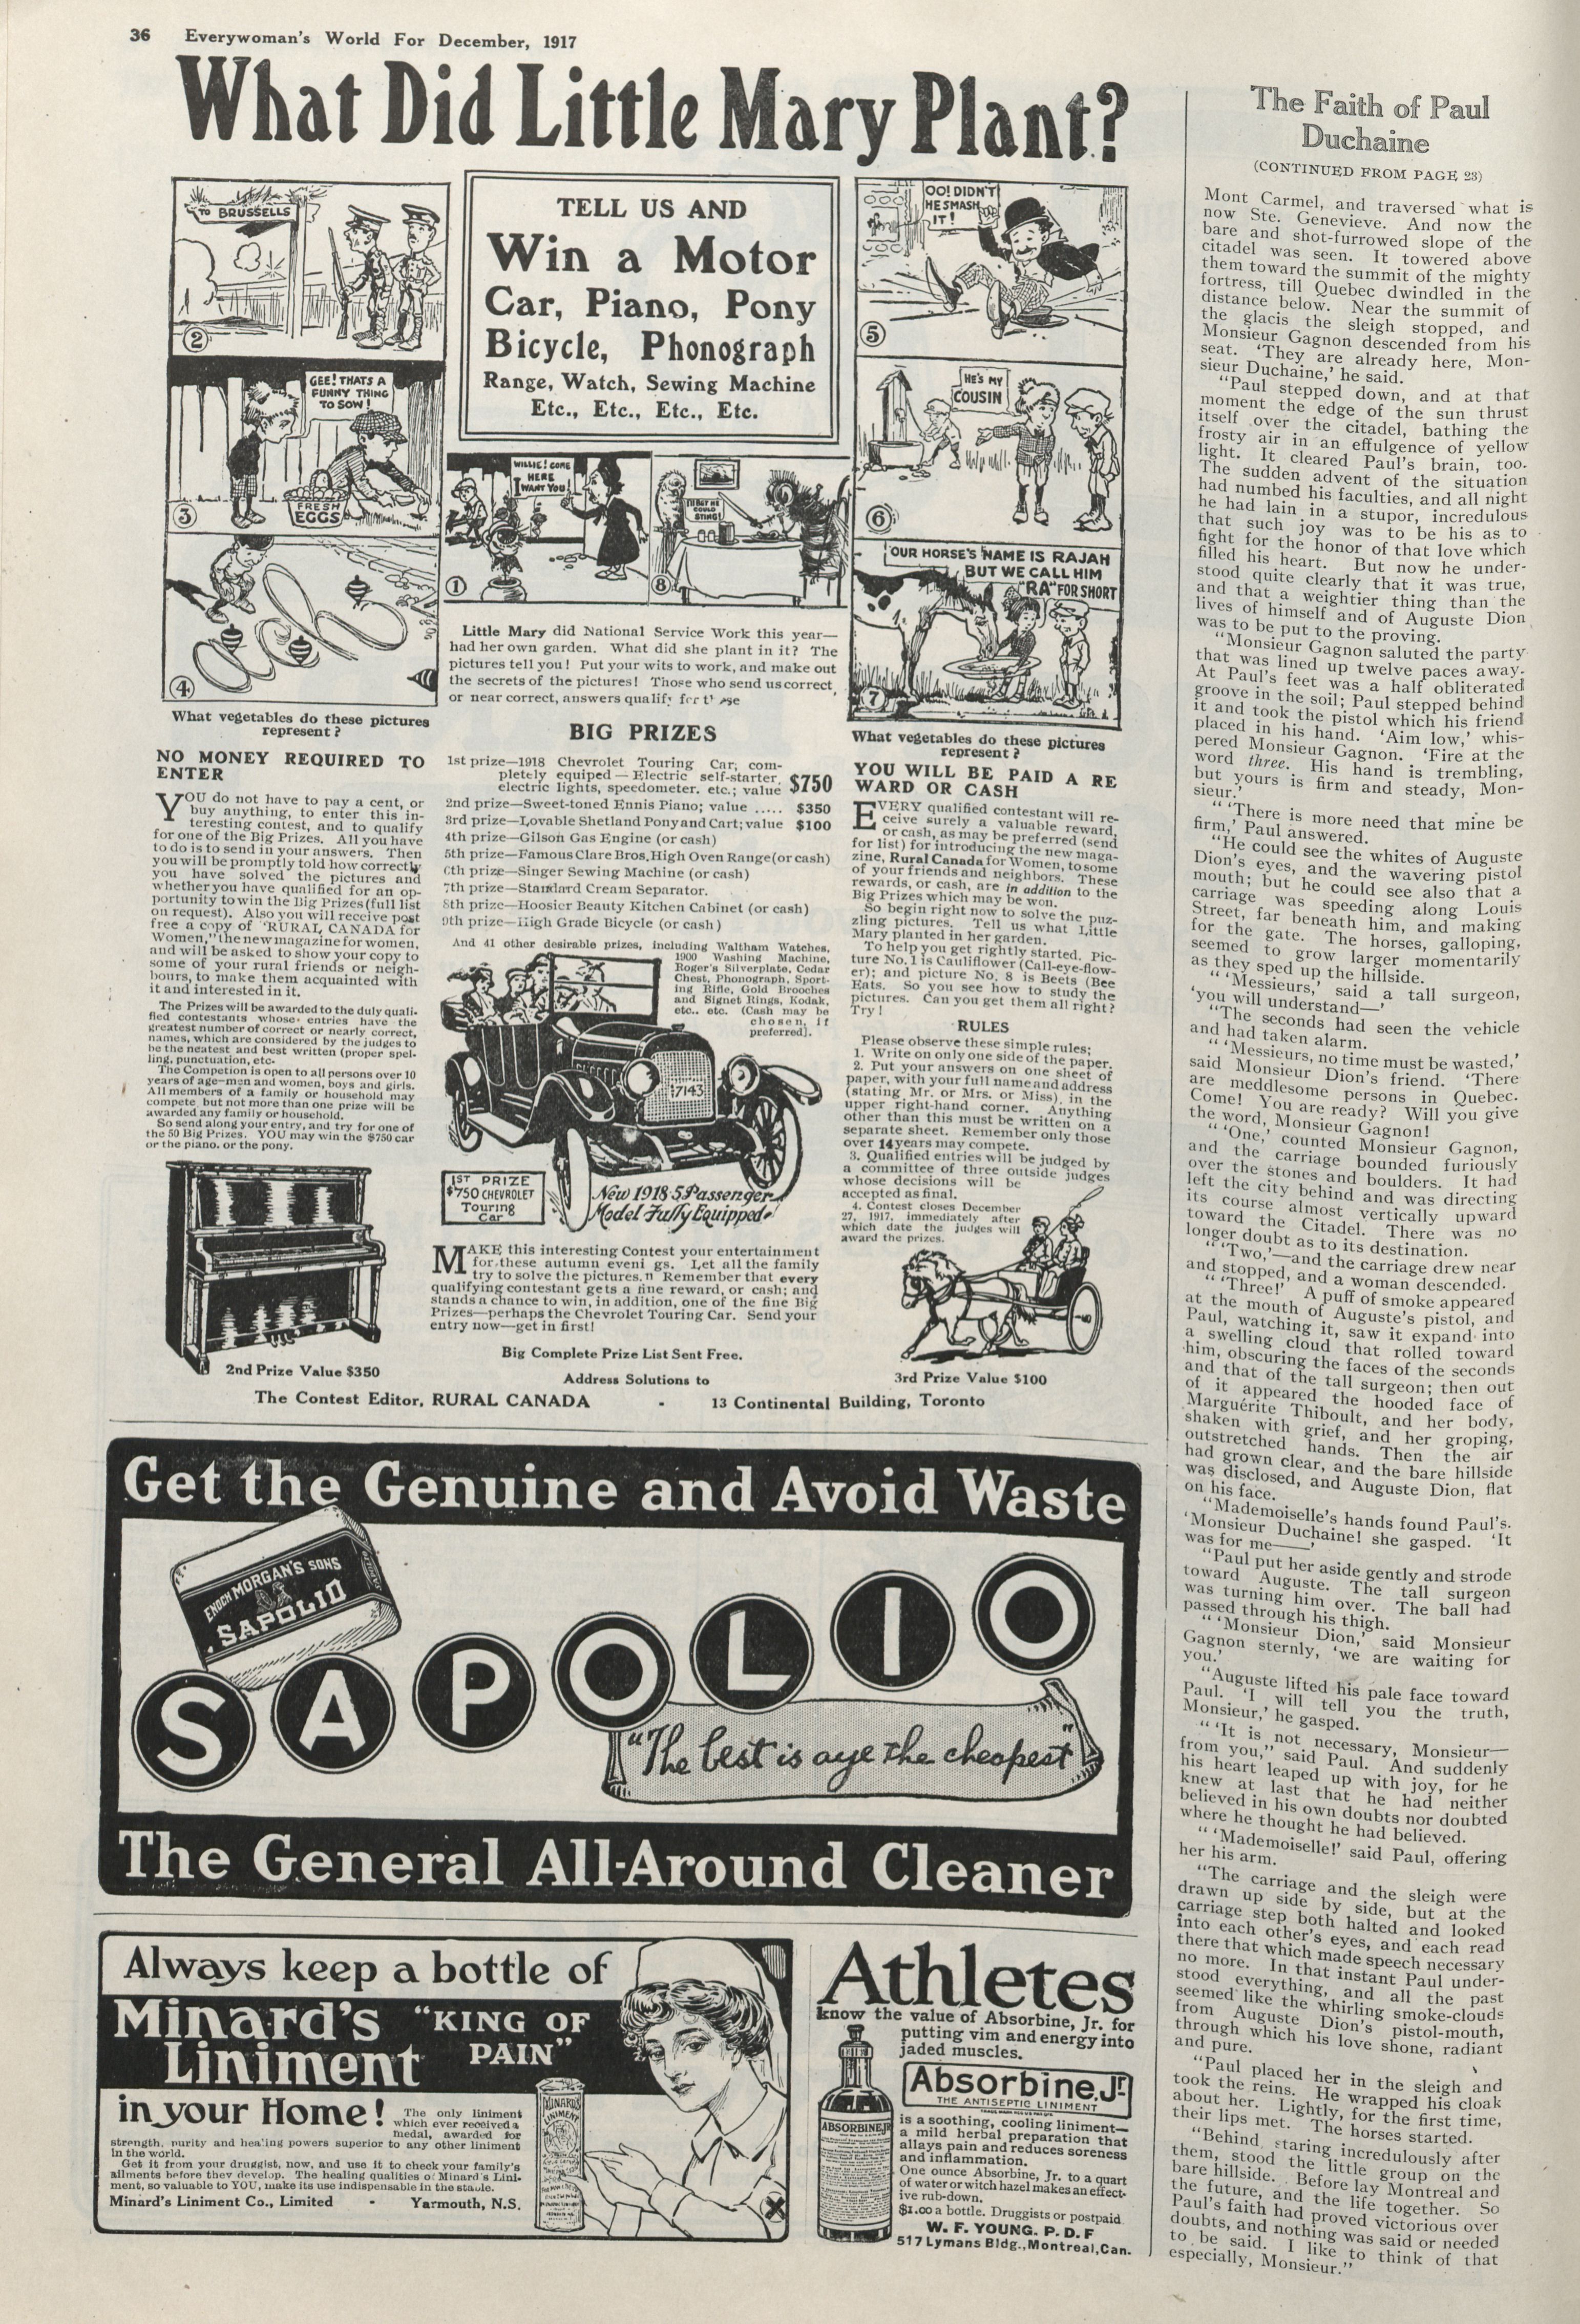 36 Everywoman's World For December, 1917
What Did Little Mary Plant?
TO BRUSSELLS
2
GEE! THATS A
FUNNY THING
TO SOW!
FRESH
EGGS
3
ach
4
What vegetables do these pictures
represent?
TELL US AND
Win a Motor
Car, Piano, Pony
Bicycle, Phonograph
Range, Watch, Sewing Machine
Etc., Etc., Etc., Etc.
WILLIE! COME
HERE
I WANT YOU!
1
COULD
STING!
8
OO! DIDN'T
HE SMASH
IT!
5
HE'S MY
COUSIN
6
OUR HORSE'S NAME IS RAJAH
BUT WE CALL HIM
"RA" FOR SHORT
7
What vegetables do these pictures
represent?
Little Mary did National Service Work this year—
had her own garden. What did she plant in it? The
pictures tell you! Put your wits to work, and make out
the secrets of the pictures! Those who send us correct
or near correct, answers qualify for
NO MONEY REQUIRED TO
ENTER
YOU do not have to pay a cent, or
buy anything, to enter this in-
teresting contest, and to qualify
for one of the Big Prizes. All you have
to do is to send in your answers. Then
you will be promptly told how correctly
you have solved the pictures and
whether you have qualified for an op-
portunity to win the Big Prizes (full list
on request). Also you will receive post
free a copy of "RURAL CANADA for
Women," the new magazine for women,
and will be asked to show your copy to
some of your rural friends or neigh-
bours, to make them acquainted with
it and interested in it.
The Prizes will be awarded to the duly quali-
fied contestants whose entries have the
greatest number of correct or nearly correct,
names, which are considered by the judges to
be the neatest and best written (proper spel-
ling, punctuation, etc.
The Competion is open to all persons over 10
years of age—men and women, boys and girls.
All members of a family or household may
compete but not more than one prize will be
awarded any family or household.
So send along your entry, and try for one of
the 50 Big Prizes. YOU may win the $750 car
or the piano, or the pony.
2nd Prize Value $350
BIG PRIZES
1st prize—1918 Chevrolet Touring Car, com-
pletely equiped — Electric self-starter,
electric lights, speedometer. etc.; value $750
2nd prize—Sweet-toned Ennis Piano; value ..... $350
3rd prize—Lovable Shetland Pony and Cart; value $100
4th prize—Gilson Gas Engine (or cash)
5th prize—Famous Clare Bros, High Oven Range (or cash)
6th prize—Singer Sewing Machine (or cash)
7th prize—Standard Cream Separator.
8th prize—Hoosier Beauty Kitchen Cabinet (or cash)
9th prize—High Grade Bicycle (or cash)
And 41 other desirable prizes, including Waltham Watches,
1900 Washing Machine,
Roger's Silverplate, Cedar
Chest, Phonograph, Sport-
ing Rifle, Gold Brooches
and Signet Rings, Kodak,
etc., etc. (Cash may be
chosen, if
preferred).
7143
1ST PRIZE
$750 CHEVROLET
Touring
Car
New 1918-5 Passenger
Model Fully Equipped
MAKE this interesting Contest your entertainment
for these autumn eveni gs. Let all the family
try to solve the pictures. n Remember that every
qualifying contestant gets a fine reward, or cash; and
stands a chance to win, in addition, one of the fine Big
Prizes—perhaps the Chevrolet Touring Car. Send your
entry now—get in first!
Big Complete Prize List Sent Free.
Address Solutions to
The Contest Editor, RURAL CANADA - 13 Continental Building, Toronto
YOU WILL BE PAID A RE
WARD OR CASH
EVERY qualified contestant will re-
ceive surely a valuable reward,
or cash, as may be preferred (send
for list) for introducing the new maga-
zine, Rural Canada for Women, to some
of your friends and neighbors. These
rewards, or cash, are in addition to the
Big Prizes which may be won.
So begin right now to solve the puz-
zling pictures. Tell us what Little
Mary planted in her garden.
To help you get rightly started. Pic-
ture No. 1 is Cauliflower (Call-eye-flow-
er); and picture No. 8 is Beets (Bee
Eats. So you see how to study the
pictures. Can you get them all right?
Try!
RULES
Please observe these simple rules;
1. Write on only one side of the paper.
2. Put your answers on one sheet of
paper, with your full name and address
(stating Mr. or Mrs. or Miss), in the
upper right-hand corner. Anything
other than this must be written on a
separate sheet. Remember only those
over 14 years may compete.
3. Qualified entries will be judged by
a committee of three outside judges
whose decisions will be
accepted as final.
4. Contest closes December
27, 1917, immediately after
which date the judges will
award the prizes.
3rd Prize Value $100
Get the Genuine and Avoid Waste
ENOCH MORGAN'S SONS
SAPOLIO
SAPOLIO
"The best is aye the cheapest"
The General All-Around Cleaner
Always keep a bottle of
Minard's "KING OF
Liniment PAIN"
in your Home!
The only liniment
which ever received a
medal, awarded for
strength, purity and healing powers superior to any other liniment
in the world.
Get it from your druggist, now, and use it to check your family's
ailments before they develop. The healing qualities of Minard's Lini-
ment, so valuable to YOU, make its use indispensable in the stable.
Minard's Liniment Co., Limited - Yarmouth, N.S.
MINARD'S
LINIMENT
Athletes
know the value of Absorbine, Jr. for
putting vim and energy into
jaded muscles.
Absorbine, Jr.
THE ANTISEPTIC LINIMENT
ABSORBINE JR
is a soothing, cooling liniment—
a mild herbal preparation that
allays pain and reduces soreness
and inflammation.
One ounce Absorbine, Jr. to a quart
of water or witch hazel makes an effect-
ive rub-down.
$1.00 a bottle. Druggists or postpaid
W. F. YOUNG. P. D. F
517 Lymans Bldg., Montreal, Can.
The Faith of Paul
Duchaine
(CONTINUED FROM PAGE 23)
Mont Carmel, and traversed what is
now Ste. Genevieve. And now the
bare and shot-furrowed slope of the
citadel was seen. It towered above
them toward the summit of the mighty
fortress, till Quebec dwindled in the
distance below. Near the summit of
the glacis the sleigh stopped, and
Monsieur Gagnon descended from his
seat. 'They are already here, Mon-
sieur Duchaine,' he said.
"Paul stepped down, and at that
moment the edge of the sun thrust
itself over the citadel, bathing the
frosty air in an effulgence of yellow
light. It cleared Paul's brain, too.
The sudden advent of the situation
had numbed his faculties, and all night
he had lain in a stupor, incredulous
that such joy was to be his as to
fight for the honor of that love which
filled his heart. But now he under-
stood quite clearly that it was true,
and that a weightier thing than the
lives of himself and of Auguste Dion
was to be put to the proving.
"Monsieur Gagnon saluted the party
that was lined up twelve paces away.
At Paul's feet was a half obliterated
groove in the soil; Paul stepped behind
it and took the pistol which his friend
placed in his hand. 'Aim low,' whis-
pered Monsieur Gagnon. 'Fire at the
word three. His hand is trembling,
but yours is firm and steady, Mon-
sieur.'
" 'There is more need that mine be
firm,' Paul answered.
"He could see the whites of Auguste
Dion's eyes, and the wavering pistol
mouth; but he could see also that a
carriage was speeding along Louis
Street, far beneath him, and making
for the gate. The horses, galloping,
seemed to grow larger momentarily
as they sped up the hillside.
" 'Messieurs,' said a tall surgeon,
'you will understand—'
"The seconds had seen the vehicle
and had taken alarm.
" 'Messieurs, no time must be wasted,'
said Monsieur Dion's friend. 'There
are meddlesome persons in Quebec.
Come! You are ready? Will you give
the word, Monsieur Gagnon!
" 'One,' counted Monsieur Gagnon,
and the carriage bounded furiously
over the stones and boulders. It had
left the city behind and was directing
its course almost vertically upward
toward the Citadel. There was no
longer doubt as to its destination.
" 'Two,'—and the carriage drew near
and stopped, and a woman descended.
" 'Three!' A puff of smoke appeared
at the mouth of Auguste's pistol, and
Paul, watching it, saw it expand into
a swelling cloud that rolled toward
him, obscuring the faces of the seconds
and that of the tall surgeon; then out
of it appeared the hooded face of
Marguérite Thiboult, and her body,
shaken with grief, and her groping,
outstretched hands. Then the air
had grown clear, and the bare hillside
was disclosed, and Auguste Dion, flat
on his face.
"Mademoiselle's hands found Paul's.
'Monsieur Duchaine! she gasped. 'It
was for me——'
"Paul put her aside gently and strode
toward Auguste. The tall surgeon
was turning him over. The ball had
passed through his thigh.
" 'Monsieur Dion,' said Monsieur
Gagnon sternly, 'we are waiting for
you.'
"Auguste lifted his pale face toward
Paul. 'I will tell you the truth,
Monsieur,' he gasped.
" 'It is not necessary, Monsieur—
from you," said Paul. And suddenly
his heart leaped up with joy, for he
knew at last that he had neither
believed in his own doubts nor doubted
where he thought he had believed.
" 'Mademoiselle!' said Paul, offering
her his arm.
"The carriage and the sleigh were
drawn up side by side, but at the
carriage step both halted and looked
into each other's eyes, and each read
there that which made speech necessary
no more. In that instant Paul under-
stood everything, and all the past
seemed like the whirling smoke-clouds
from Auguste Dion's pistol-mouth,
through which his love shone, radiant
and pure.
"Paul placed her in the sleigh and
took the reins. He wrapped his cloak
about her. Lightly, for the first time,
their lips met. The horses started.
"Behind, staring incredulously after
them, stood the little group on the
bare hillside. Before lay Montreal and
the future, and the life together. So
Paul's faith had proved victorious over
doubts, and nothing was said or needed
to be said. I like to think of that
especially, Monsieur."